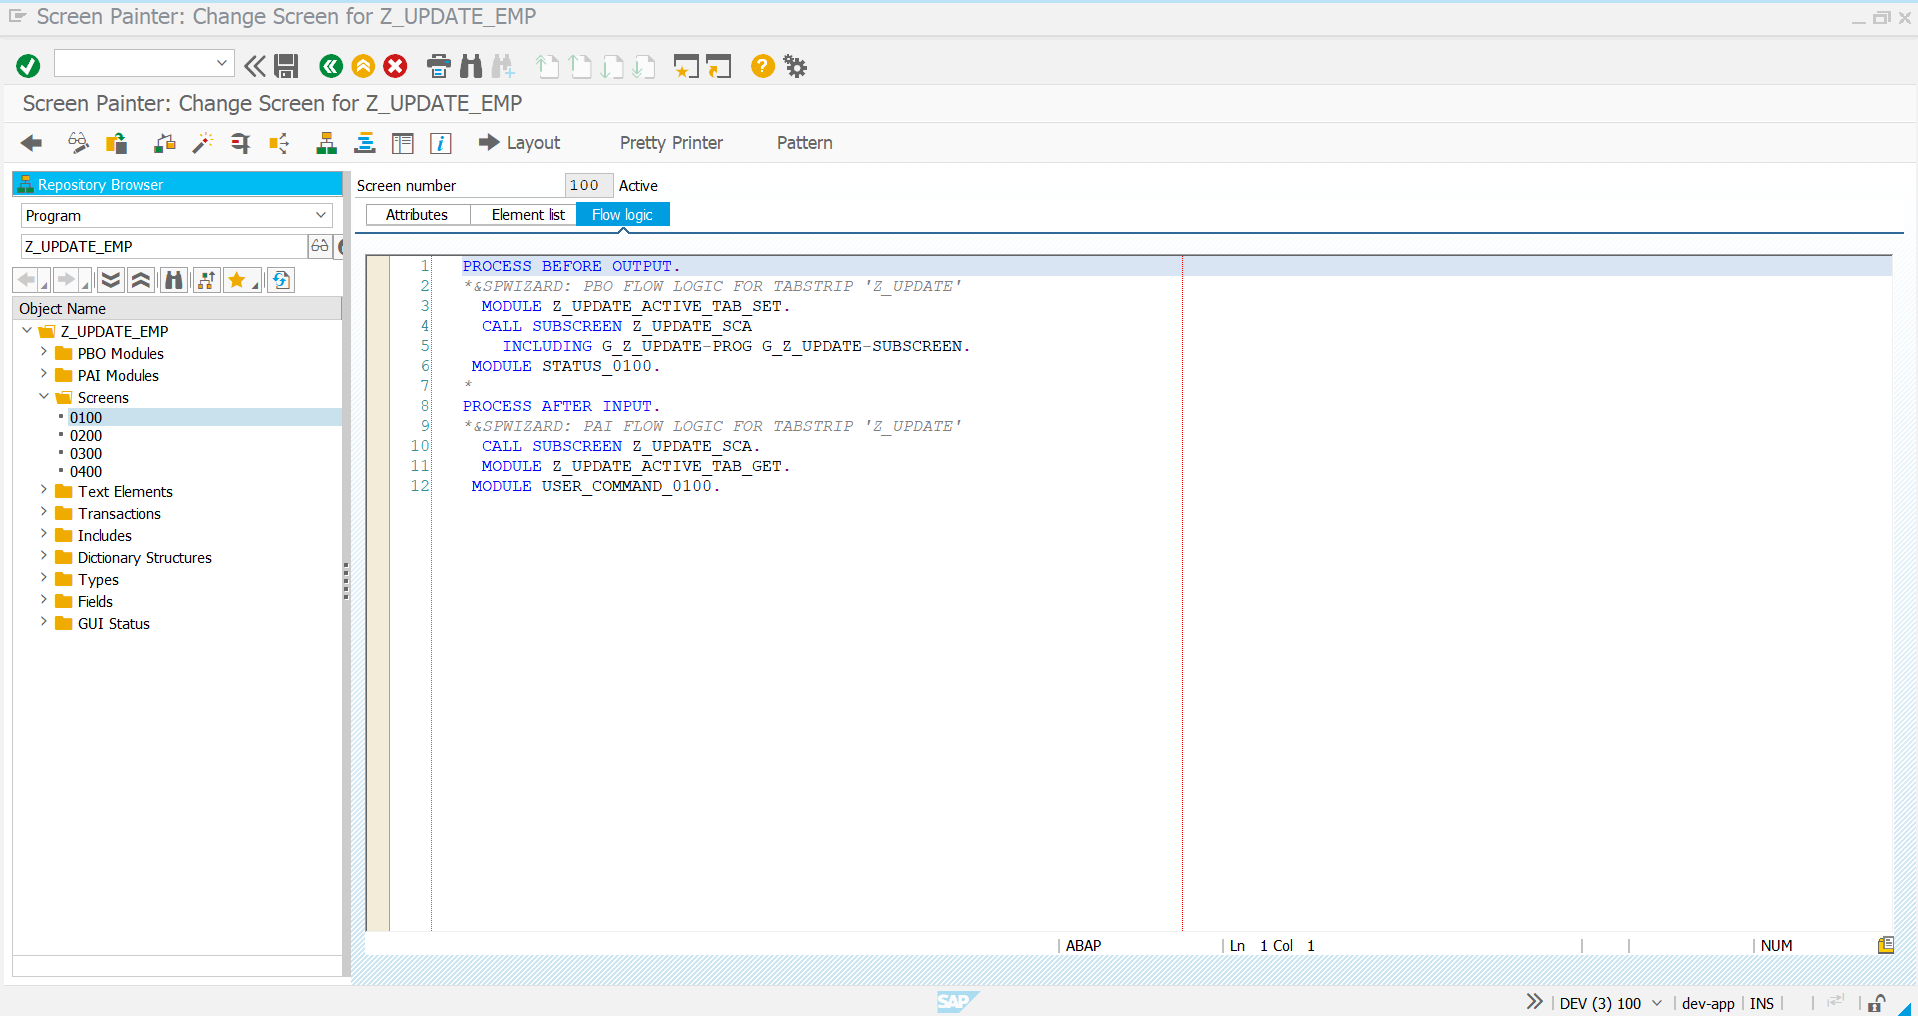 Screen Painter: Change Screen for Z_UPDATE_EMP
Screen Painter: Change Screen for Z_UPDATE_EMP
Layout Pretty Printer Pattern
Repository Browser
Program
Z_UPDATE_EMP
Object Name
Z_UPDATE_EMP
PBO Modules
PAI Modules
Screens
0100
0200
0300
0400
Text Elements
Transactions
Includes
Dictionary Structures
Types
Fields
GUI Status
Screen number 100 Active
Attributes Element list Flow logic
1 PROCESS BEFORE OUTPUT.
2 *&SPWIZARD: PBO FLOW LOGIC FOR TABSTRIP 'Z_UPDATE'
3 MODULE Z_UPDATE_ACTIVE_TAB_SET.
4 CALL SUBSCREEN Z_UPDATE_SCA
5 INCLUDING G_Z_UPDATE-PROG G_Z_UPDATE-SUBSCREEN.
6 MODULE STATUS_0100.
7 *
8 PROCESS AFTER INPUT.
9 *&SPWIZARD: PAI FLOW LOGIC FOR TABSTRIP 'Z_UPDATE'
10 CALL SUBSCREEN Z_UPDATE_SCA.
11 MODULE Z_UPDATE_ACTIVE_TAB_GET.
12 MODULE USER_COMMAND_0100.
ABAP Ln 1 Col 1 NUM
SAP DEV (3) 100 dev-app INS